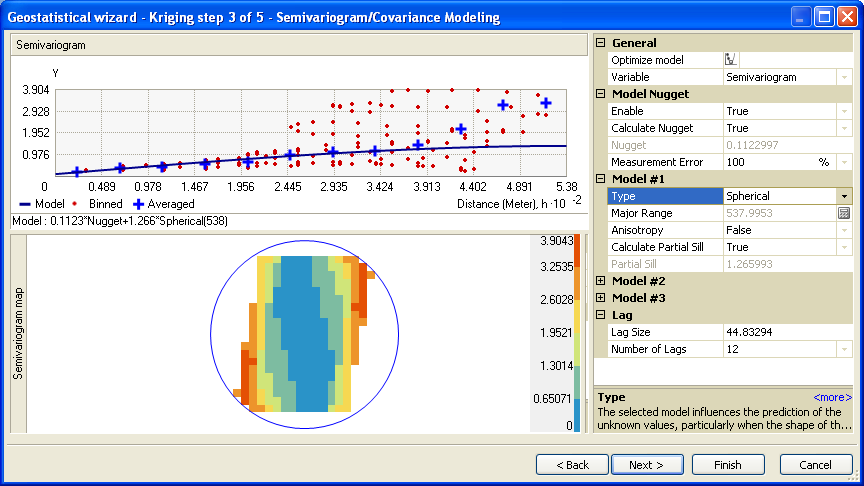 Geostatistical wizard - Kriging step 3 of 5 - Semivariogram/Covariance Modeling
Semivariogram
Y
3.904
2.928
1.952
0.976
0 0.489 0.978 1.467 1.956 2.445 2.935 3.424 3.913 4.402 4.891 5.38
Model Binned Averaged Distance (Meter), h ·10 -2
Model : 0.1123*Nugget+1.266*Spherical(538)
Semivariogram map
3.9043
3.2535
2.6028
1.9521
1.3014
0.65071
0
General
Optimize model
Variable Semivariogram
Model Nugget
Enable True
Calculate Nugget True
Nugget 0.1122997
Measurement Error 100 %
Model #1
Type Spherical
Major Range 537.9953
Anisotropy False
Calculate Partial Sill True
Partial Sill 1.265993
Model #2
Model #3
Lag
Lag Size 44.83294
Number of Lags 12
Type <more>
The selected model influences the prediction of the
unknown values, particularly when the shape of th...
< Back Next > Finish Cancel